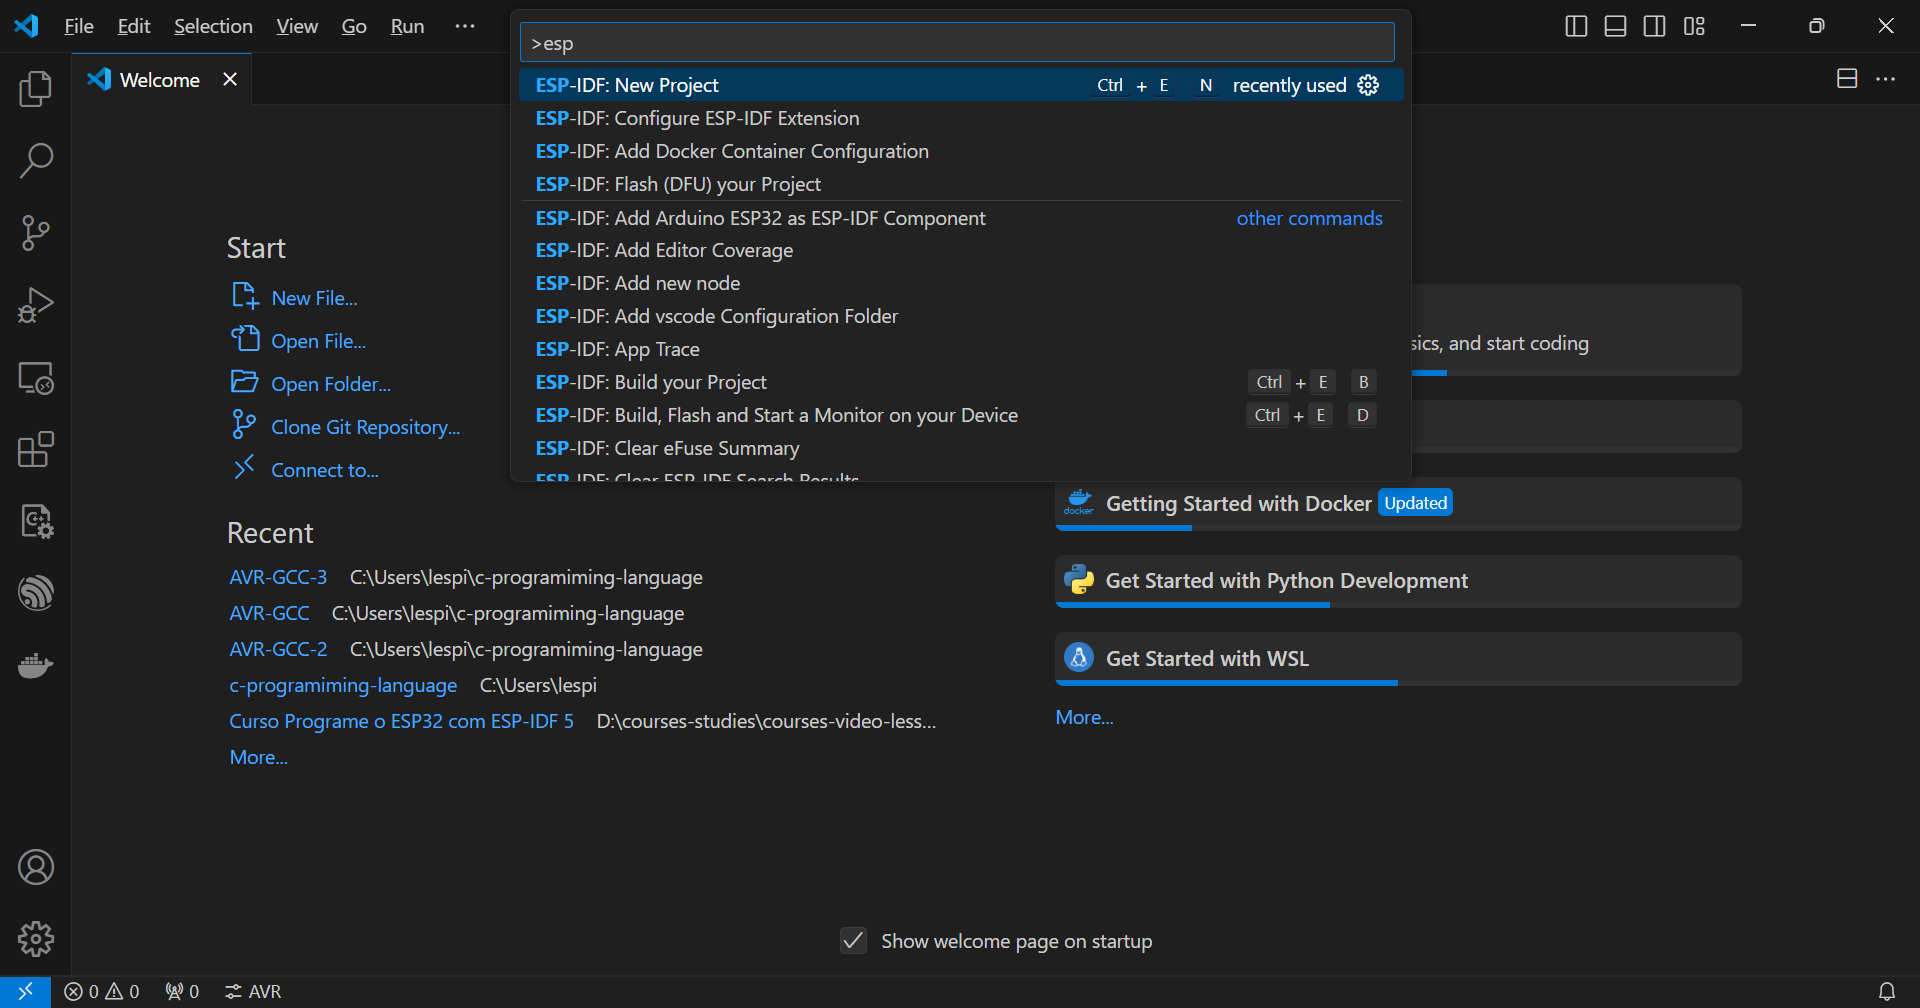 File Edit Selection View Go Run ···
>esp
Welcome
ESP-IDF: New Project Ctrl + E N recently used
ESP-IDF: Configure ESP-IDF Extension
ESP-IDF: Add Docker Container Configuration
ESP-IDF: Flash (DFU) your Project
ESP-IDF: Add Arduino ESP32 as ESP-IDF Component other commands
ESP-IDF: Add Editor Coverage
ESP-IDF: Add new node
ESP-IDF: Add vscode Configuration Folder
ESP-IDF: App Trace
ESP-IDF: Build your Project Ctrl + E B
ESP-IDF: Build, Flash and Start a Monitor on your Device Ctrl + E D
ESP-IDF: Clear eFuse Summary
ESP-IDF: Clear ESP-IDF Search Results
Start
New File...
Open File...
Open Folder...
Clone Git Repository...
Connect to...
Recent
AVR-GCC-3 C:\Users\lespi\c-programiming-language
AVR-GCC C:\Users\lespi\c-programiming-language
AVR-GCC-2 C:\Users\lespi\c-programiming-language
c-programiming-language C:\Users\lespi
Curso Programe o ESP32 com ESP-IDF 5 D:\courses-studies\courses-video-less...
More...
sics, and start coding
docker Getting Started with Docker Updated
Get Started with Python Development
Get Started with WSL
More...
Show welcome page on startup
0 0 0 AVR